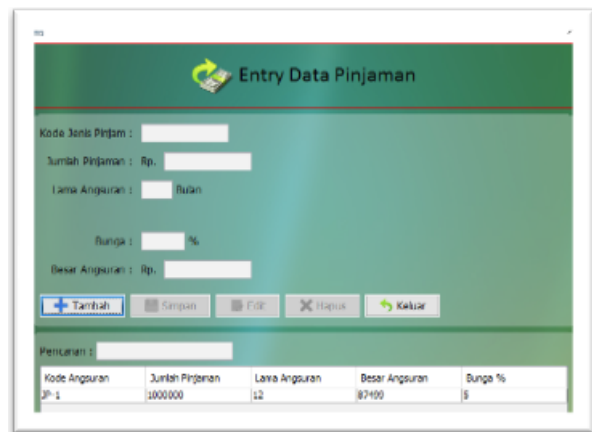 Entry Data Pinjaman
Kode Jenis Pinjam :
Jumlah Pinjaman : Rp.
Lama Angsuran : Bulan
Bunga : %
Besar Angsuran : Rp.
Tambah Simpan Edit Hapus Keluar
Pencarian :
Kode Angsuran Jumlah Pinjaman Lama Angsuran Besar Angsuran Bunga %
JP-1 1000000 12 87499 5